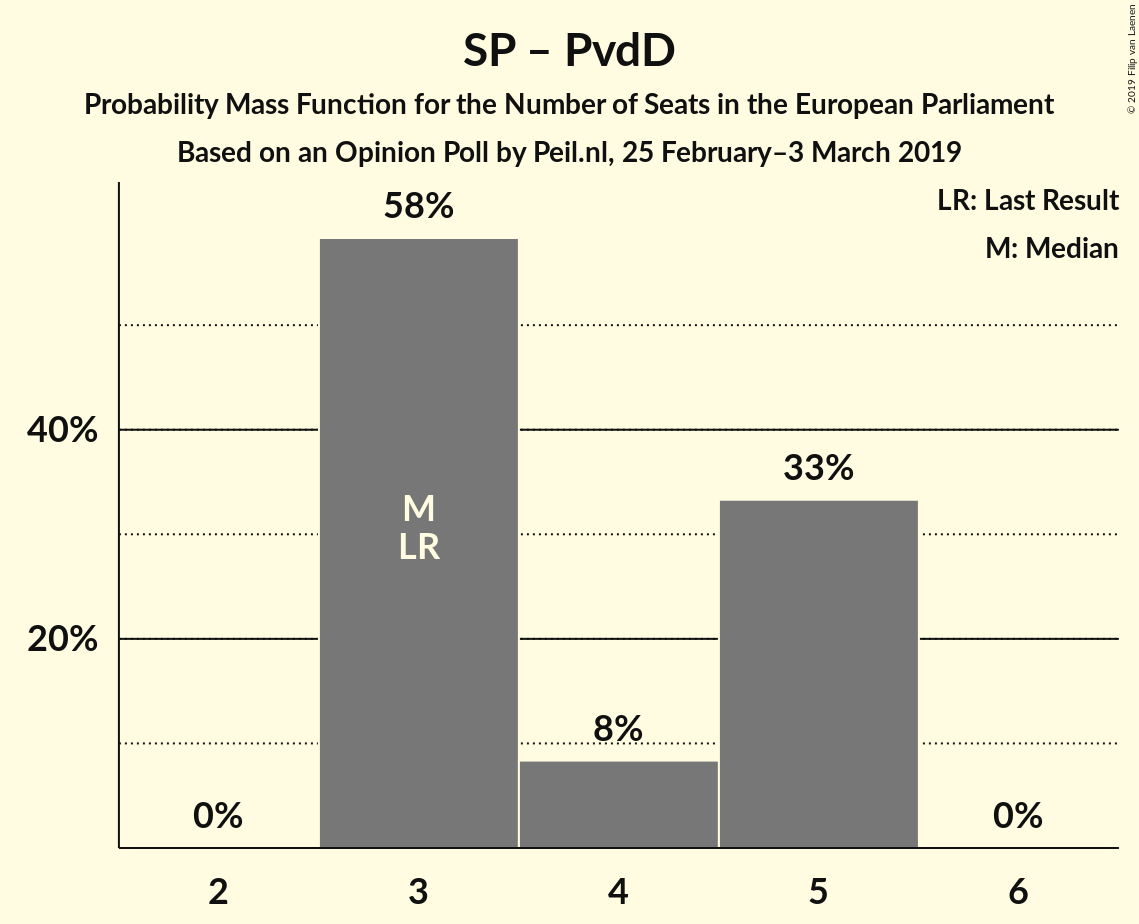 SP – PvdD
Probability Mass Function for the Number of Seats in the European Parliament
Based on an Opinion Poll by Peil.nl, 25 February–3 March 2019
© 2019 Filip van Laenen
LR: Last Result
M: Median
58%
40%
33%
M
LR
20%
8%
0%
0%
2
3
4
5
6